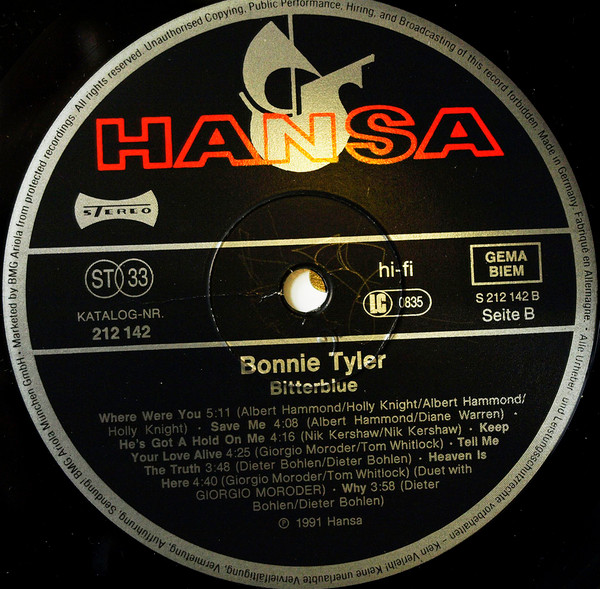 HANSA
STEREO
ST 33
KATALOG-NR.
212 142
hi-fi
LC 0835
GEMA
BIEM
S 212 142 B
Seite B
Bonnie Tyler
Bitterblue
Where Were You 5:11 (Albert Hammond/Holly Knight/Albert Hammond/
Holly Knight) · Save Me 4:08 (Albert Hammond/Diane Warren) ·
He's Got A Hold On Me 4:16 (Nik Kershaw/Nik Kershaw) · Keep
Your Love Alive 4:25 (Giorgio Moroder/Tom Whitlock) · Tell Me
The Truth 3:48 (Dieter Bohlen/Dieter Bohlen) · Heaven Is
Here 4:40 (Giorgio Moroder/Tom Whitlock) (Duet with
GIORGIO MORODER) · Why 3:58 (Dieter
Bohlen/Dieter Bohlen)
℗ 1991 Hansa
Marketed by BMG Ariola from protected recordings. All rights reserved. Unauthorised Copying, Public Performance, Hiring, and Broadcasting of this record forbidden. Made in Germany. Fabriqué en Allemagne. · Alle Urheber- und Leistungsschutzrechte vorbehalten – Kein Verleih! Keine unerlaubte Vervielfältigung, Vermietung, Aufführung, Sendung! BMG Ariola München GmbH ·